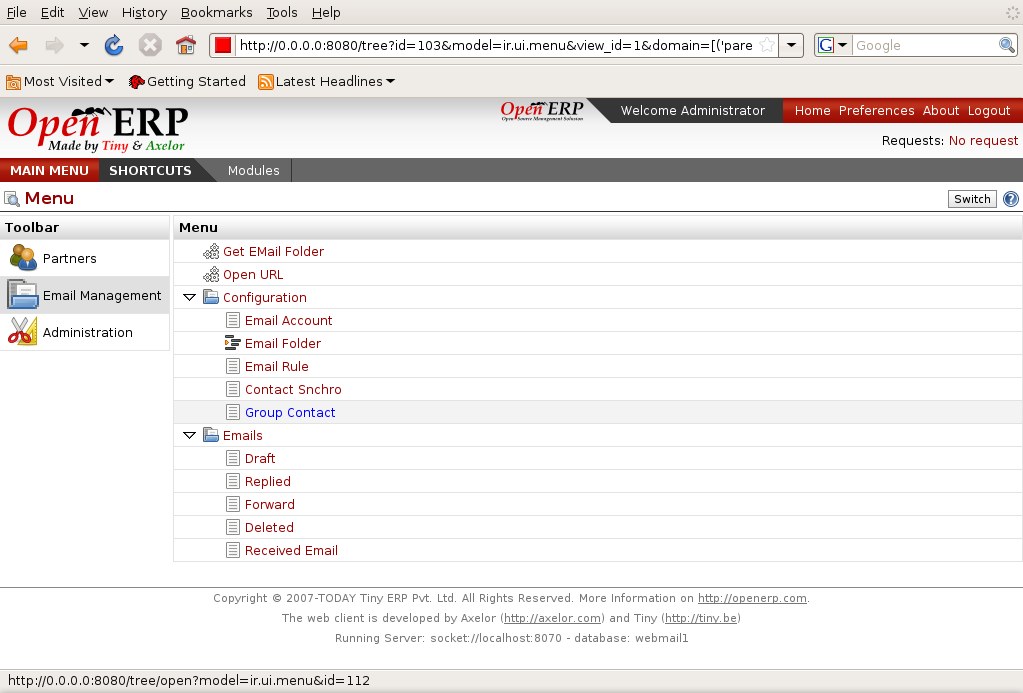 File Edit View History Bookmarks Tools Help
http://0.0.0.0:8080/tree?id=103&model=ir.ui.menu&view_id=1&domain=[('pare
G Google
Most Visited Getting Started Latest Headlines
Open ERP
Made by Tiny & Axelor
Open ERP
Open Source Management Solution
Welcome Administrator
Home Preferences About Logout
Requests: No request
MAIN MENU SHORTCUTS Modules
Menu
Switch ?
Toolbar
Partners
Email Management
Administration
Menu
Get EMail Folder
Open URL
Configuration
Email Account
Email Folder
Email Rule
Contact Snchro
Group Contact
Emails
Draft
Replied
Forward
Deleted
Received Email
Copyright © 2007-TODAY Tiny ERP Pvt. Ltd. All Rights Reserved. More Information on http://openerp.com.
The web client is developed by Axelor (http://axelor.com) and Tiny (http://tiny.be)
Running Server: socket://localhost:8070 - database: webmail1
http://0.0.0.0:8080/tree/open?model=ir.ui.menu&id=112